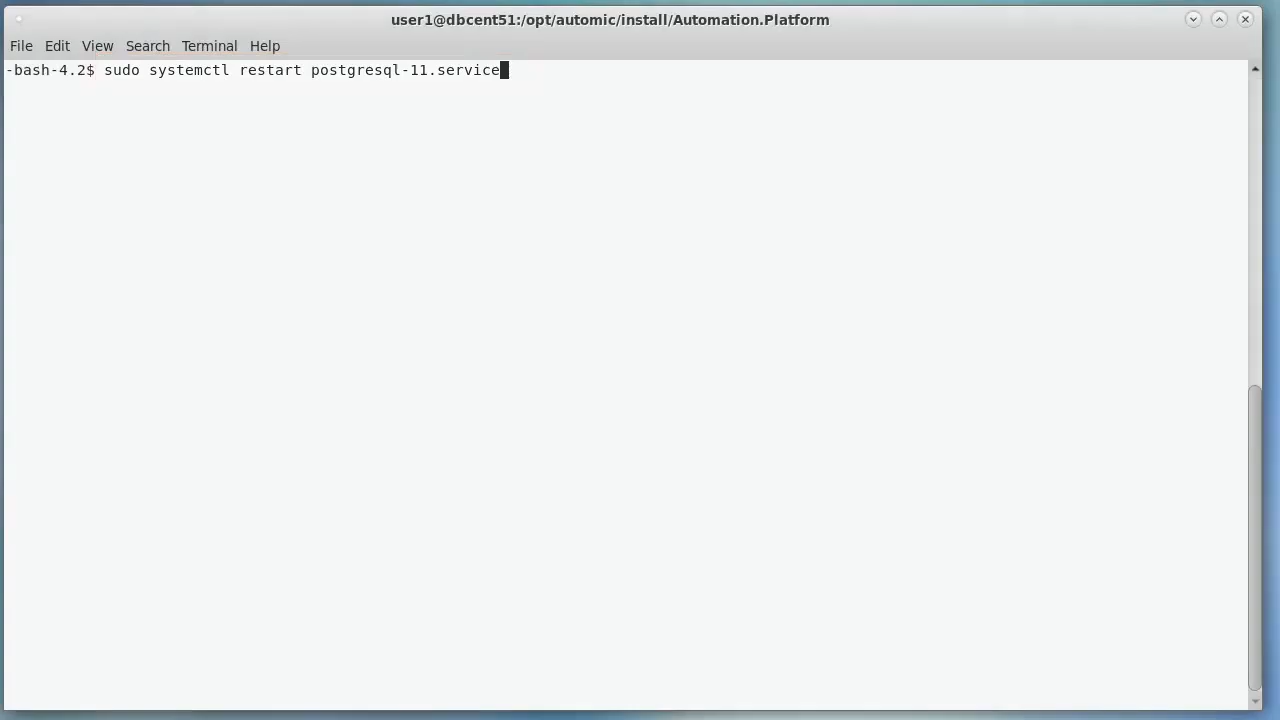 user1@dbcent51:/opt/automic/install/Automation.Platform
File Edit View Search Terminal Help
-bash-4.2$ sudo systemctl restart postgresql-11.service